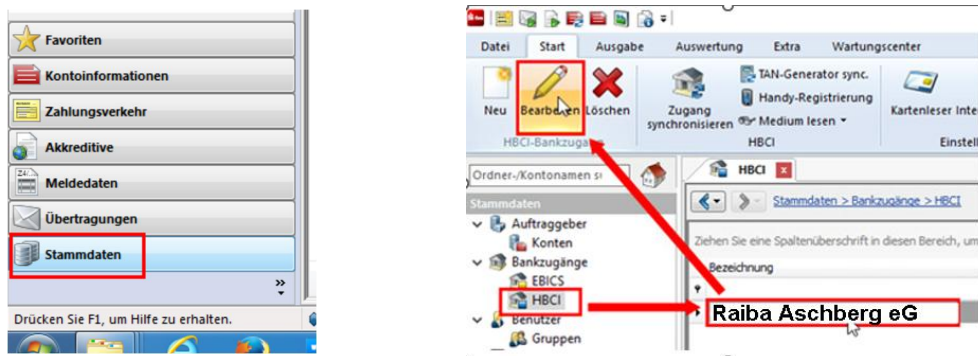 Favoriten
Kontoinformationen
Zahlungsverkehr
Akkreditive
Meldedaten
Übertragungen
Stammdaten
Drücken Sie F1, um Hilfe zu erhalten.
Datei Start Ausgabe Auswertung Extra Wartungscenter
Neu Bearbeiten Löschen Zugang synchronisieren
TAN-Generator sync.
Handy-Registrierung
Medium lesen
Kartenleser Inte
HBCI-Bankzuga HBCI Einstell
Ordner-/Kontonamen s
HBCI
Stammdaten
Stammdaten > Bankzugänge > HBCI
Auftraggeber
Konten
Ziehen Sie eine Spaltenüberschrift in diesen Bereich, um
Bankzugänge
Bezeichnung
EBICS
HBCI
Raiba Aschberg eG
Benutzer
Gruppen